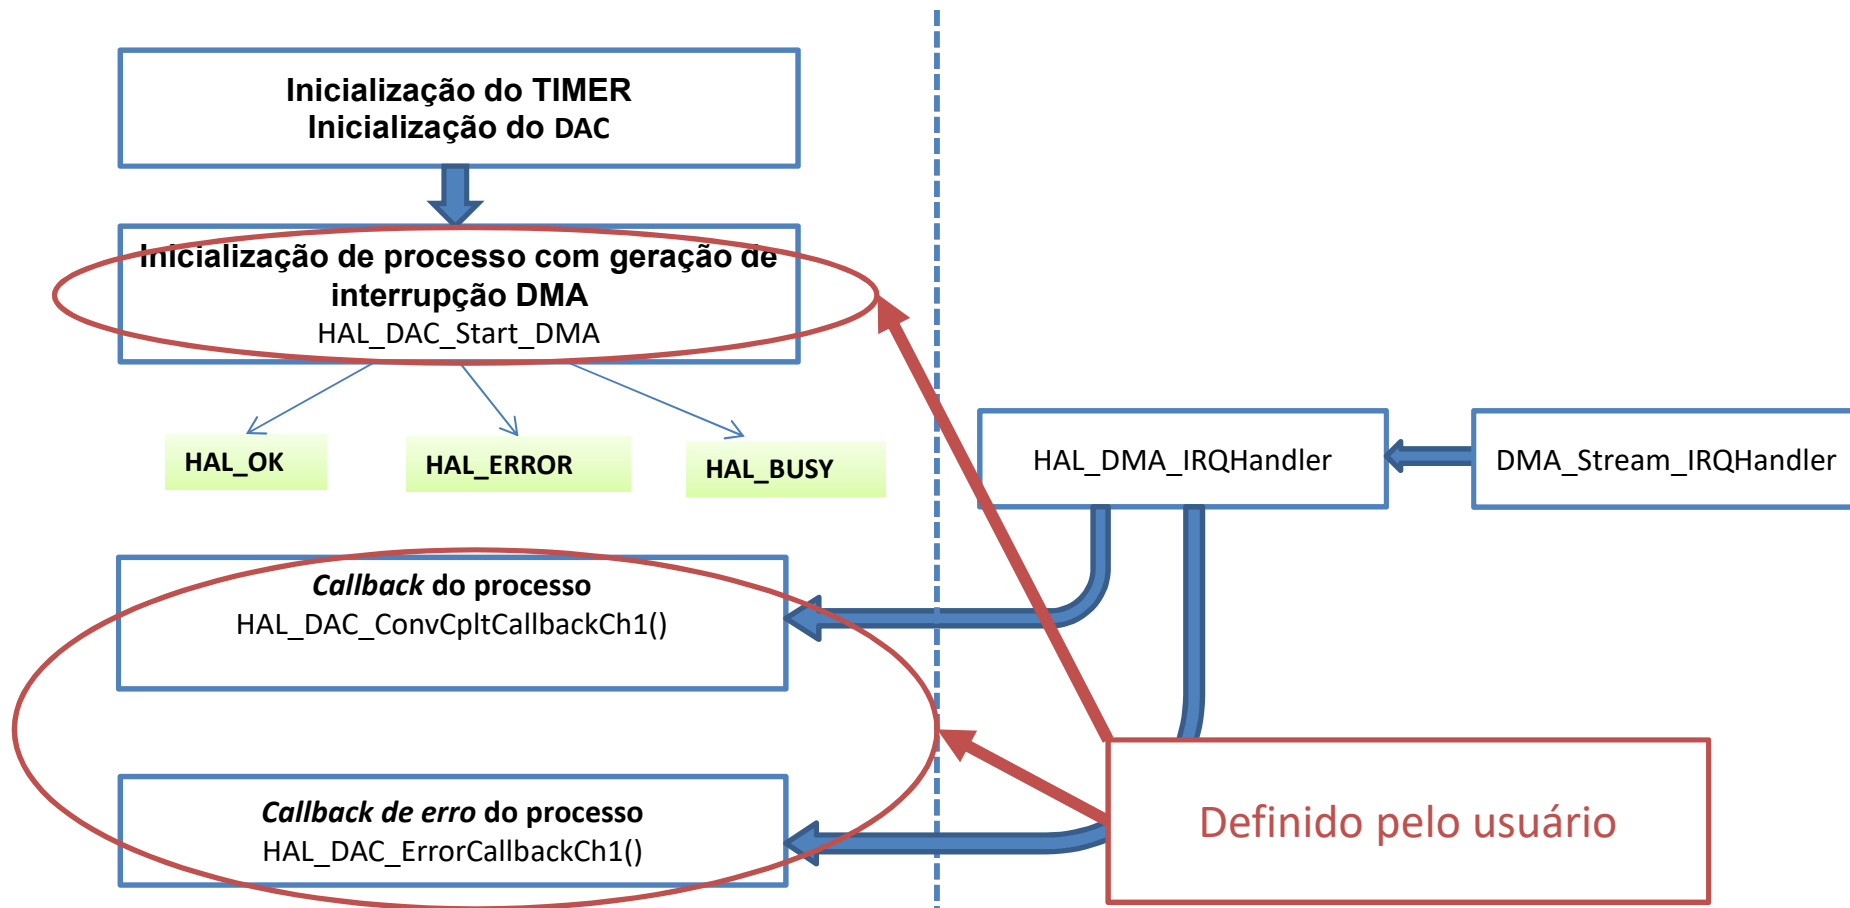 Inicialização do TIMER
Inicialização do DAC
Inicialização de processo com geração de
interrupção DMA
HAL_DAC_Start_DMA
HAL_OK
HAL_ERROR
HAL_BUSY
HAL_DMA_IRQHandler
DMA_Stream_IRQHandler
Callback do processo
HAL_DAC_ConvCpltCallbackCh1()
Callback de erro do processo
HAL_DAC_ErrorCallbackCh1()
Definido pelo usuário